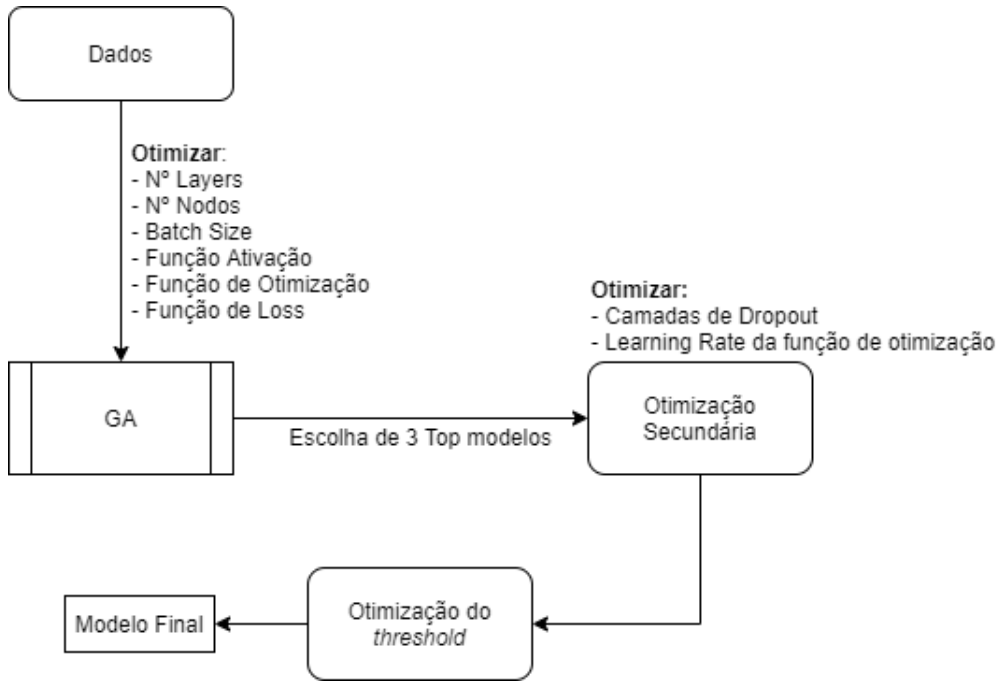 Dados
Otimizar:
- Nº Layers
- Nº Nodos
- Batch Size
- Função Ativação
- Função de Otimização
- Função de Loss
Otimizar:
- Camadas de Dropout
- Learning Rate da função de otimização
GA
Escolha de 3 Top modelos
Otimização
Secundária
Otimização do
threshold
Modelo Final